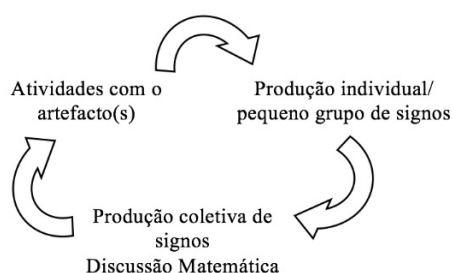 Atividades com o
artefacto(s)
Produção individual/
pequeno grupo de signos
Produção coletiva de
signos
Discussão Matemática